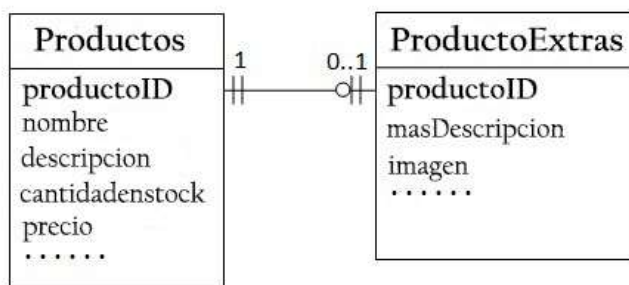 Productos
productoID
nombre
descripcion
cantidadenstock
precio
......
1
0..1
ProductoExtras
productoID
masDescripcion
imagen
......